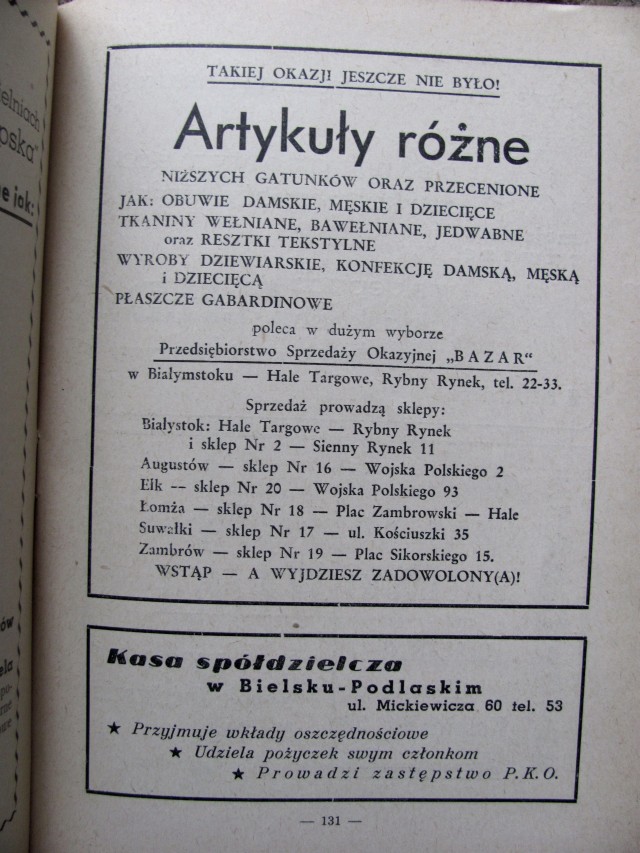 elniach
oska"
ne jak:
TAKIEJ OKAZJI JESZCZE NIE BYŁO!
Artykuły różne
NIŻSZYCH GATUNKÓW ORAZ PRZECENIONE
JAK: OBUWIE DAMSKIE, MĘSKIE I DZIECIĘCE
TKANINY WEŁNIANE, BAWEŁNIANE, JEDWABNE
oraz RESZTKI TEKSTYLNE
WYROBY DZIEWIARSKIE, KONFEKCJĘ DAMSKĄ, MĘSKĄ
i DZIECIĘCĄ
PŁASZCZE GABARDINOWE
poleca w dużym wyborze
Przedsiębiorstwo Sprzedaży Okazyjnej „BAZAR"
w Białymstoku — Hale Targowe, Rybny Rynek, tel. 22-33.
Sprzedaż prowadzą sklepy:
Białystok: Hale Targowe — Rybny Rynek
i sklep Nr 2 — Sienny Rynek 11
Augustów — sklep Nr 16 — Wojska Polskiego 2
Ełk — sklep Nr 20 — Wojska Polskiego 93
Łomża — sklep Nr 18 — Plac Zambrowski — Hale
Suwałki — sklep Nr 17 — ul. Kościuszki 35
Zambrów — sklep Nr 19 — Plac Sikorskiego 15.
WSTĄP — A WYJDZIESZ ZADOWOLONY(A)!
Kasa spółdzielcza
w Bielsku-Podlaskim
ul. Mickiewicza 60 tel. 53
★ Przyjmuje wkłady oszczędnościowe
★ Udziela pożyczek swym członkom
★ Prowadzi zastępstwo P.K.O.
— 131 —